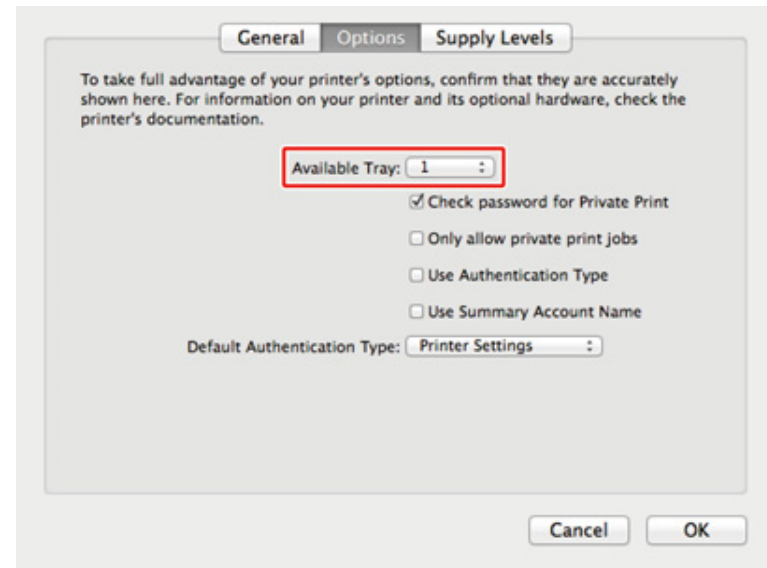 General Options Supply Levels
To take full advantage of your printer's options, confirm that they are accurately
shown here. For information on your printer and its optional hardware, check the
printer's documentation.
Available Tray: 1
Check password for Private Print
Only allow private print jobs
Use Authentication Type
Use Summary Account Name
Default Authentication Type: Printer Settings
Cancel OK